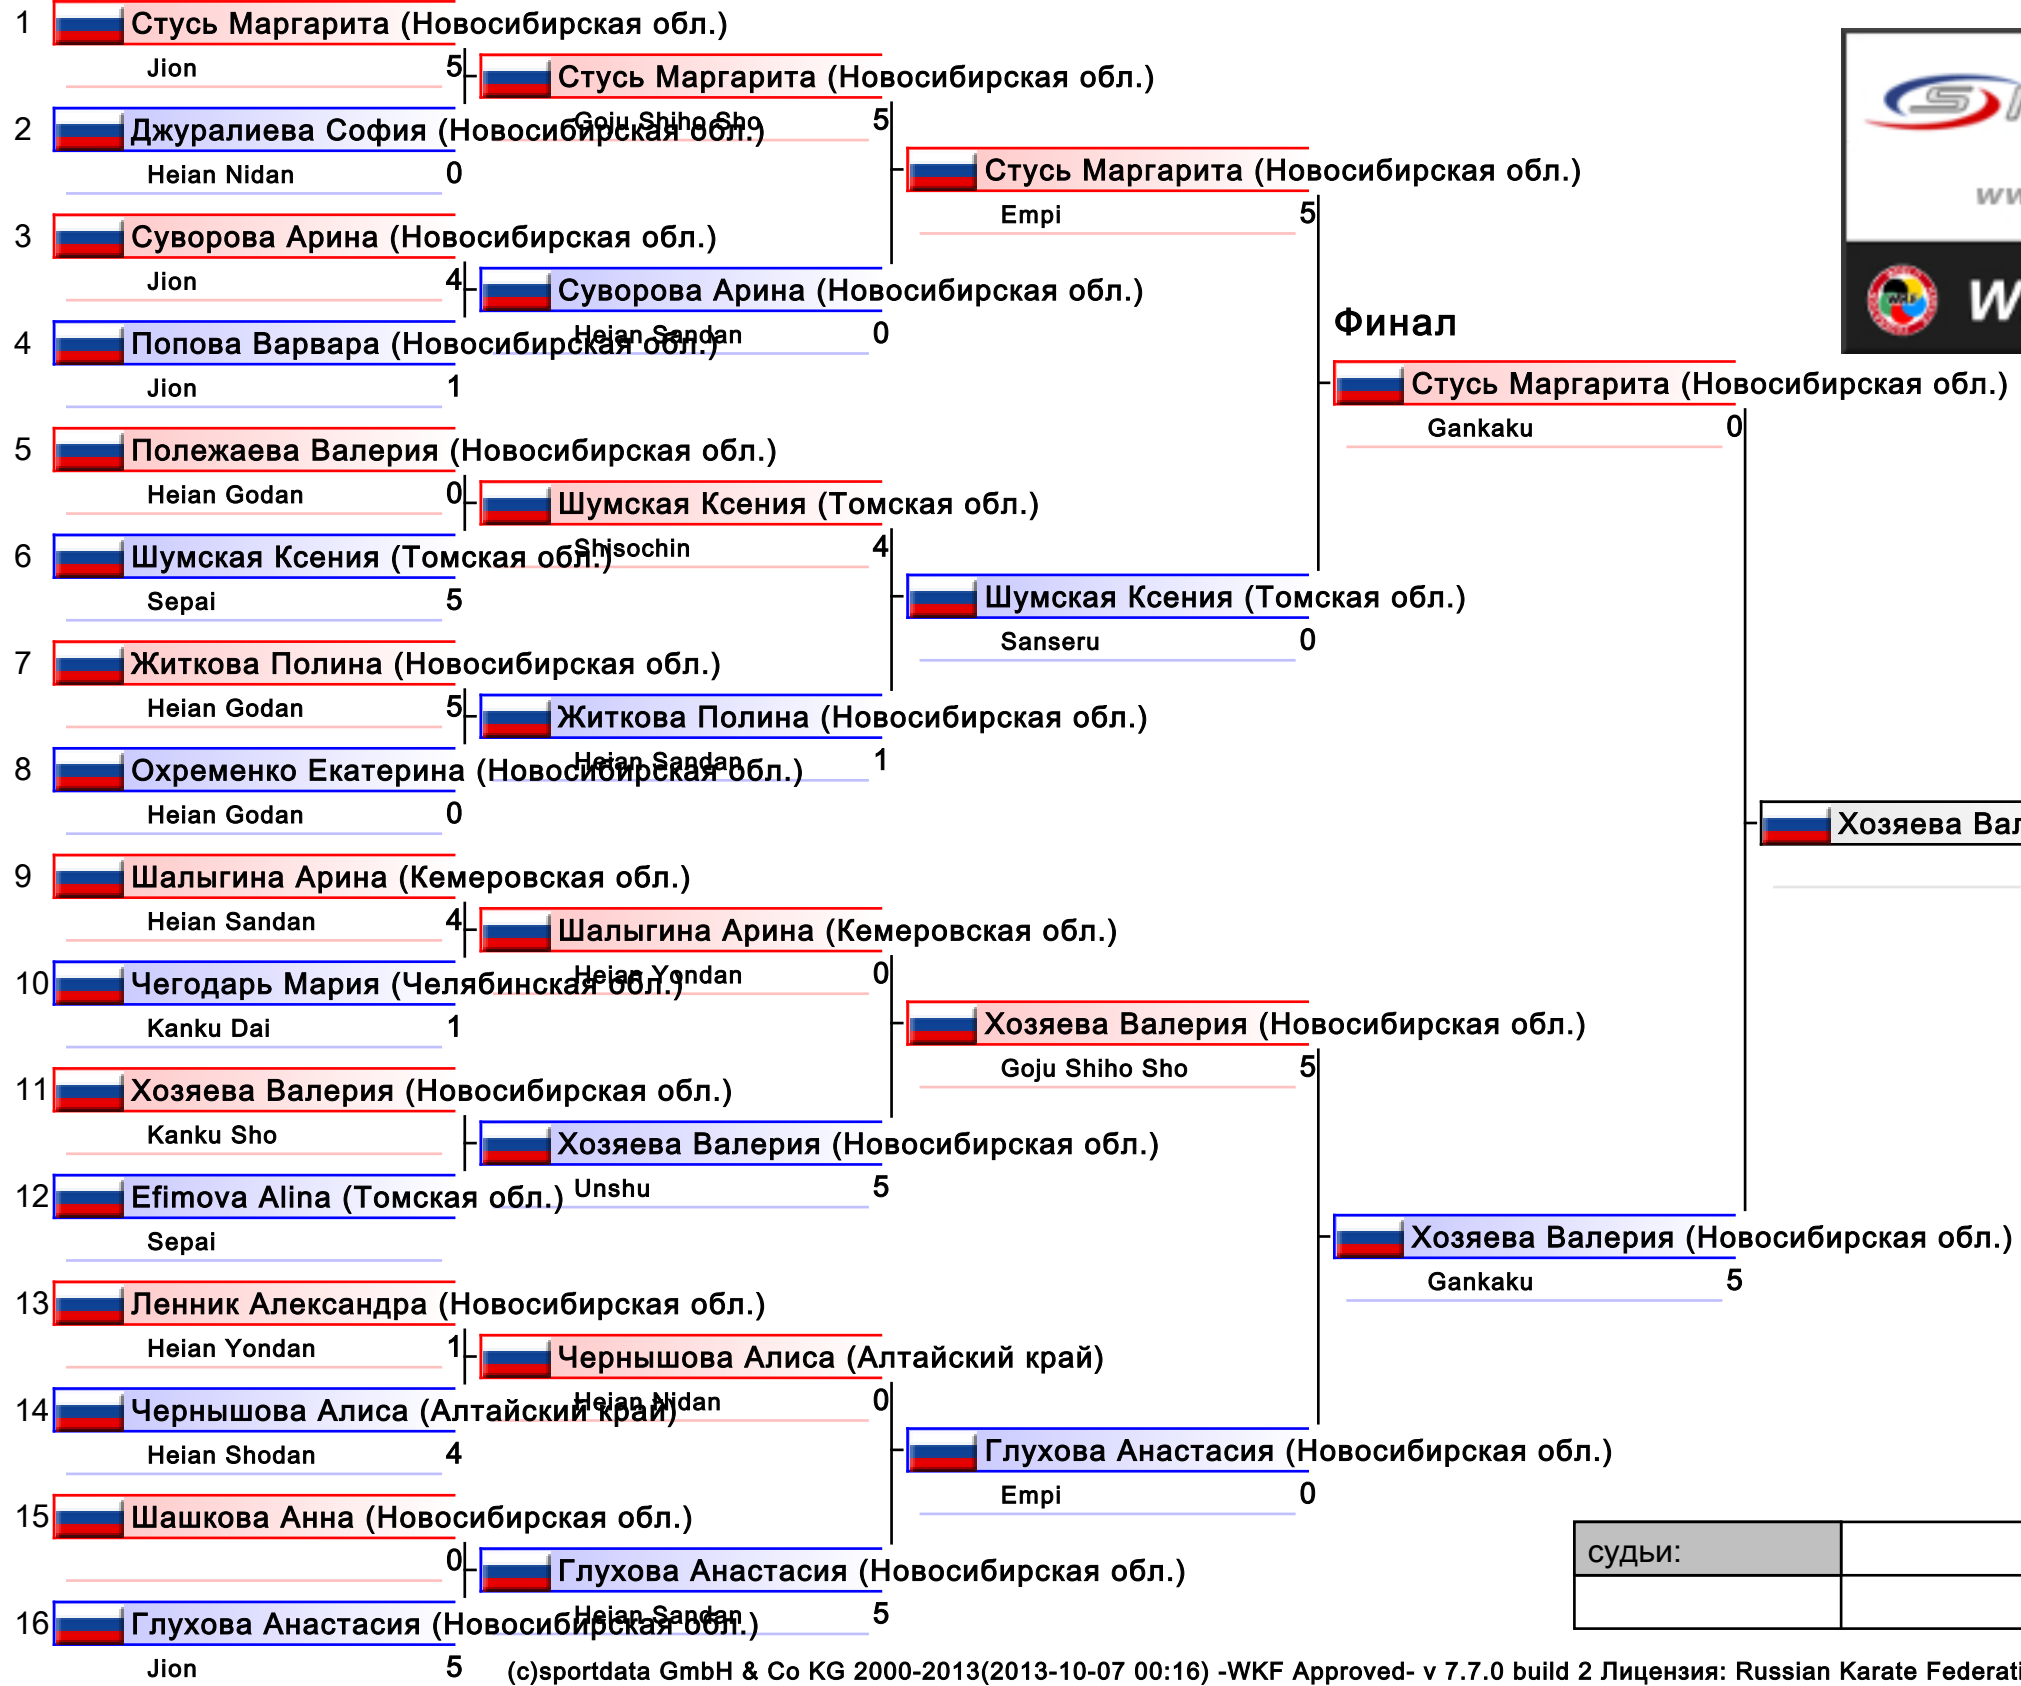 1 Стусь Маргарита (Новосибирская обл.)
Jion 5
2 Джуралиева София (Новосибирская обл.)
Heian Nidan 0
3 Суворова Арина (Новосибирская обл.)
Jion 4
4 Попова Варвара (Новосибирская обл.)
Jion 1
5 Полежаева Валерия (Новосибирская обл.)
Heian Godan 0
6 Шумская Ксения (Томская обл.)
Sepai 5
7 Житкова Полина (Новосибирская обл.)
Heian Godan 5
8 Охременко Екатерина (Новосибирская обл.)
Heian Godan 0
9 Шалыгина Арина (Кемеровская обл.)
Heian Sandan 4
10 Чегодарь Мария (Челябинская обл.)
Kanku Dai 1
11 Хозяева Валерия (Новосибирская обл.)
Kanku Sho
12 Efimova Alina (Томская обл.)
Sepai
13 Ленник Александра (Новосибирская обл.)
Heian Yondan 1
14 Чернышова Алиса (Алтайский край)
Heian Shodan 4
15 Шашкова Анна (Новосибирская обл.)
0
16 Глухова Анастасия (Новосибирская обл.)
Jion 5
Стусь Маргарита (Новосибирская обл.)
Goju Shiho Sho 5
Суворова Арина (Новосибирская обл.)
Heian Sandan 0
Шумская Ксения (Томская обл.)
Shisochin 4
Житкова Полина (Новосибирская обл.)
Heian Sandan 1
Шалыгина Арина (Кемеровская обл.)
Heian Yondan 0
Хозяева Валерия (Новосибирская обл.)
Unshu 5
Чернышова Алиса (Алтайский край)
Heian Nidan 0
Глухова Анастасия (Новосибирская обл.)
Heian Sandan 5
Стусь Маргарита (Новосибирская обл.)
Empi 5
Шумская Ксения (Томская обл.)
Sanseru 0
Хозяева Валерия (Новосибирская обл.)
Goju Shiho Sho 5
Глухова Анастасия (Новосибирская обл.)
Empi 0
Финал
Стусь Маргарита (Новосибирская обл.)
Gankaku 0
Хозяева Валерия (Новосибирская обл.)
Gankaku 5
Хозяева
судьи:
(c)sportdata GmbH & Co KG 2000-2013(2013-10-07 00:16) -WKF Approved- v 7.7.0 build 2 Лицензия: Russian Karate